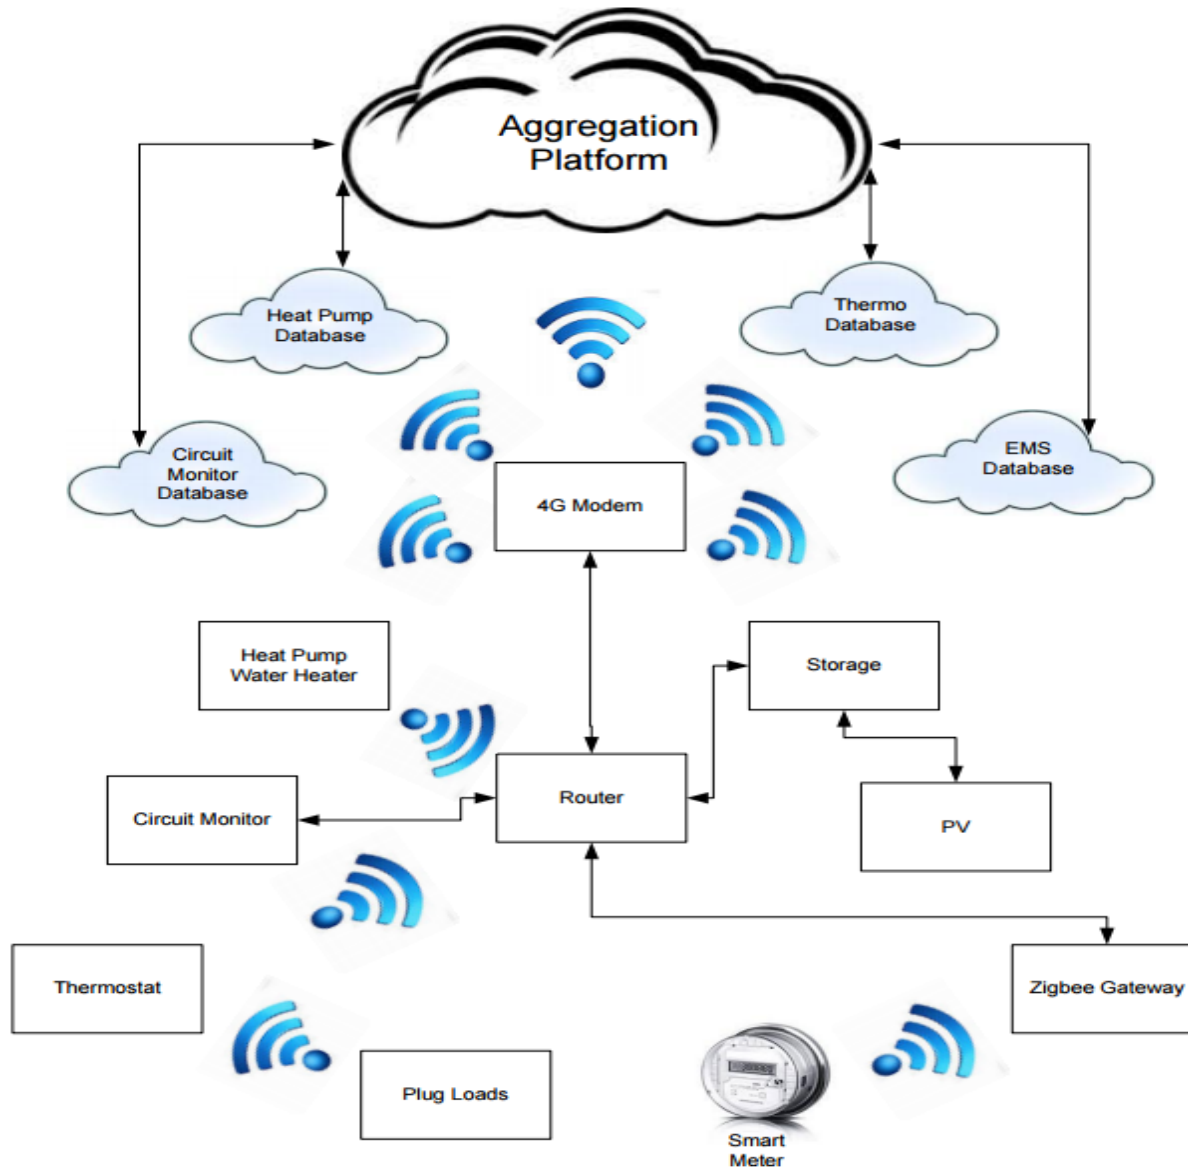 Aggregation
Platform
Heat Pump
Database
Thermo
Database
Circuit
Monitor
Database
EMS
Database
4G Modem
Heat Pump
Water Heater
Storage
Router
Circuit Monitor
PV
Thermostat
Zigbee Gateway
Plug Loads
Smart
Meter